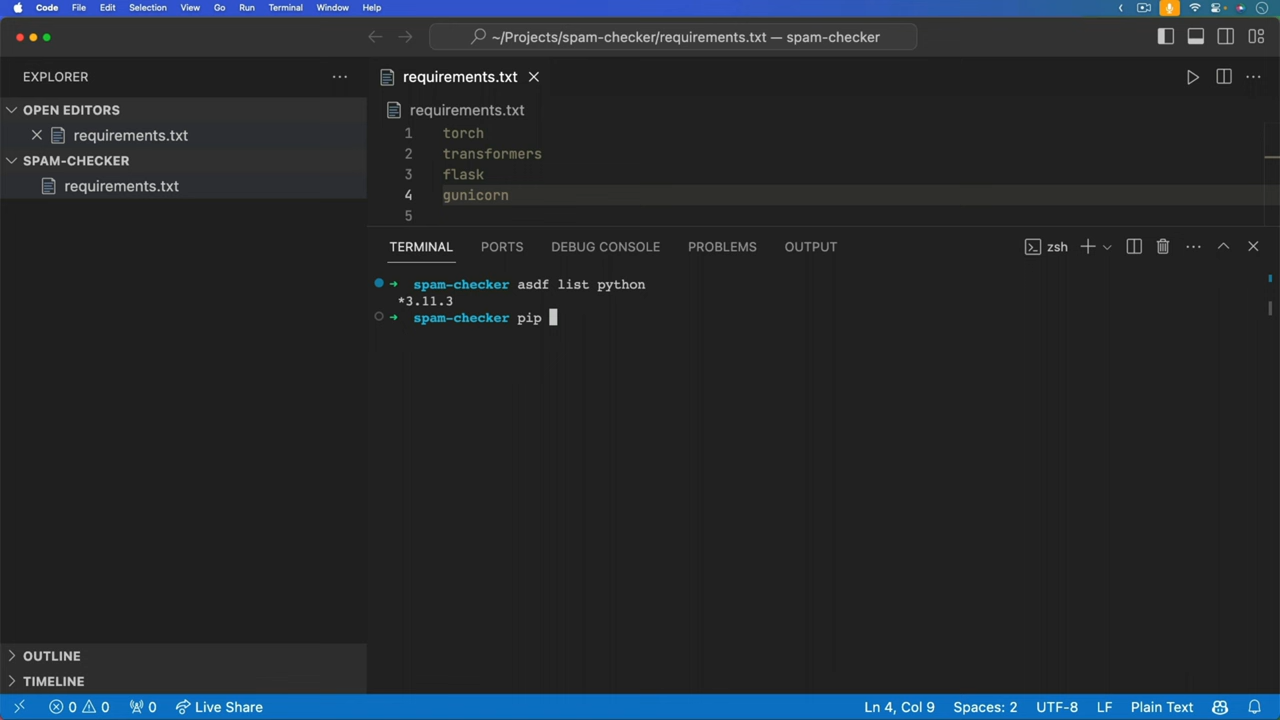 Code File Edit Selection View Go Run Terminal Window Help
~/Projects/spam-checker/requirements.txt — spam-checker
EXPLORER
requirements.txt
OPEN EDITORS
requirements.txt
requirements.txt
SPAM-CHECKER
requirements.txt
1 torch
2 transformers
3 flask
4 gunicorn
5
TERMINAL PORTS DEBUG CONSOLE PROBLEMS OUTPUT
zsh
➜ spam-checker asdf list python
*3.11.3
➜ spam-checker pip
OUTLINE
TIMELINE
0 0 0 Live Share
Ln 4, Col 9 Spaces: 2 UTF-8 LF Plain Text